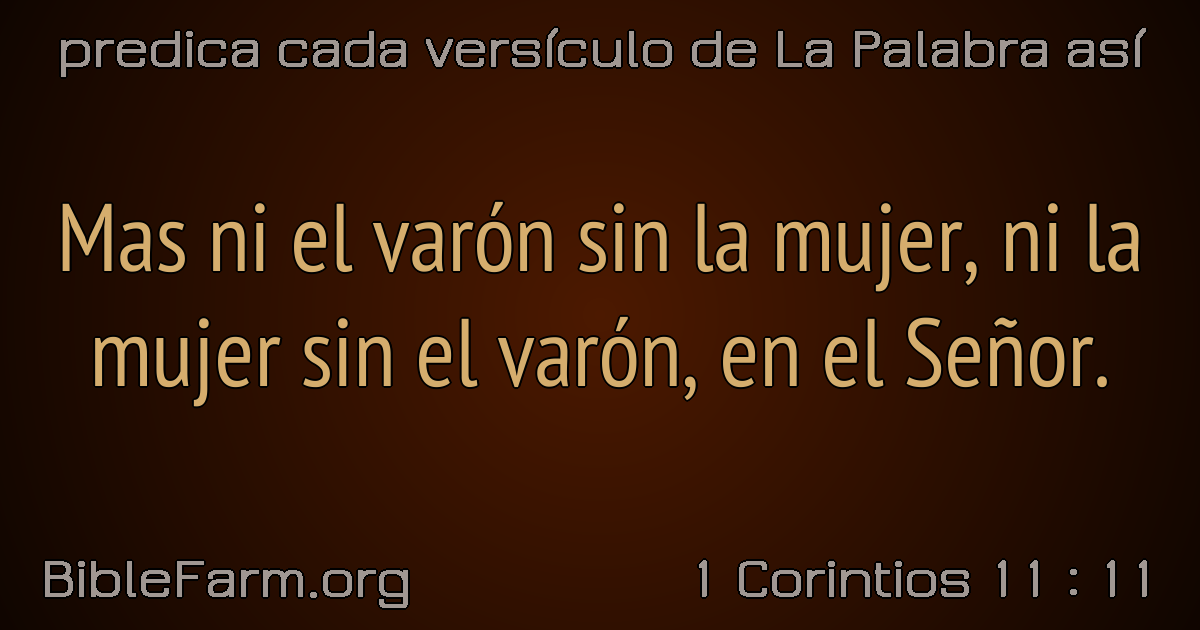 predica cada versículo de La Palabra así
Mas ni el varón sin la mujer, ni la
mujer sin el varón, en el Señor.
BibleFarm.org
1 Corintios 11 : 11